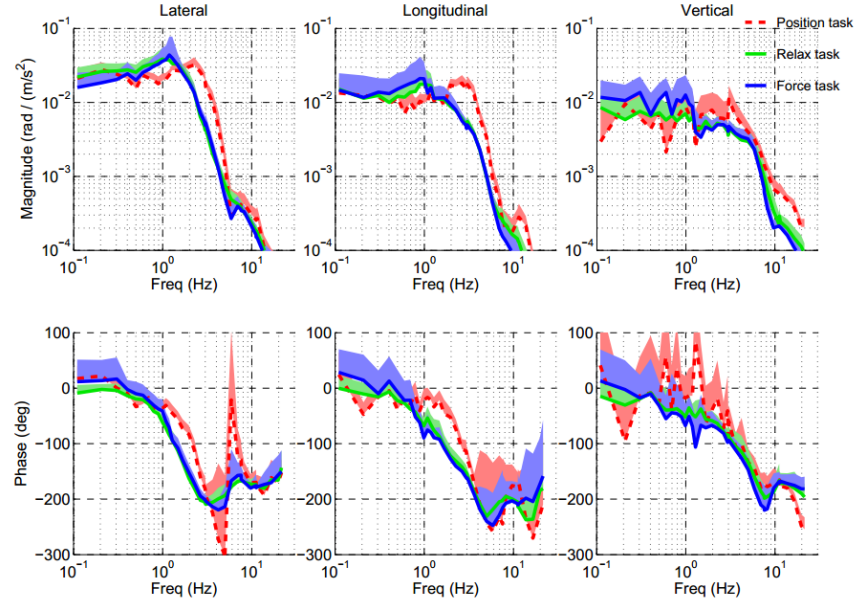 Lateral
Longitudinal
Vertical
Position task
Relax task
Force task
Magnitude (rad / (m/s²)
10⁻¹
10⁻²
10⁻³
10⁻⁴
10⁻¹ 10⁰ 10¹
Freq (Hz)
10⁻¹
10⁻²
10⁻¹
10⁻⁴
10⁻¹ 10⁰ 10¹
Freq (Hz)
10⁻¹
10⁻²
10⁻¹
10⁻⁴
10⁻¹ 10⁰ 10¹
Freq (Hz)
Phase (deg)
100
0
−100
−200
−300
10⁻¹ 10⁰ 10¹
Freq (Hz)
100
0
−100
−200
−300
10⁻¹ 10⁰ 10¹
Freq (Hz)
100
0
−100
−200
−300
10⁻¹ 10⁰ 10¹
Freq (Hz)